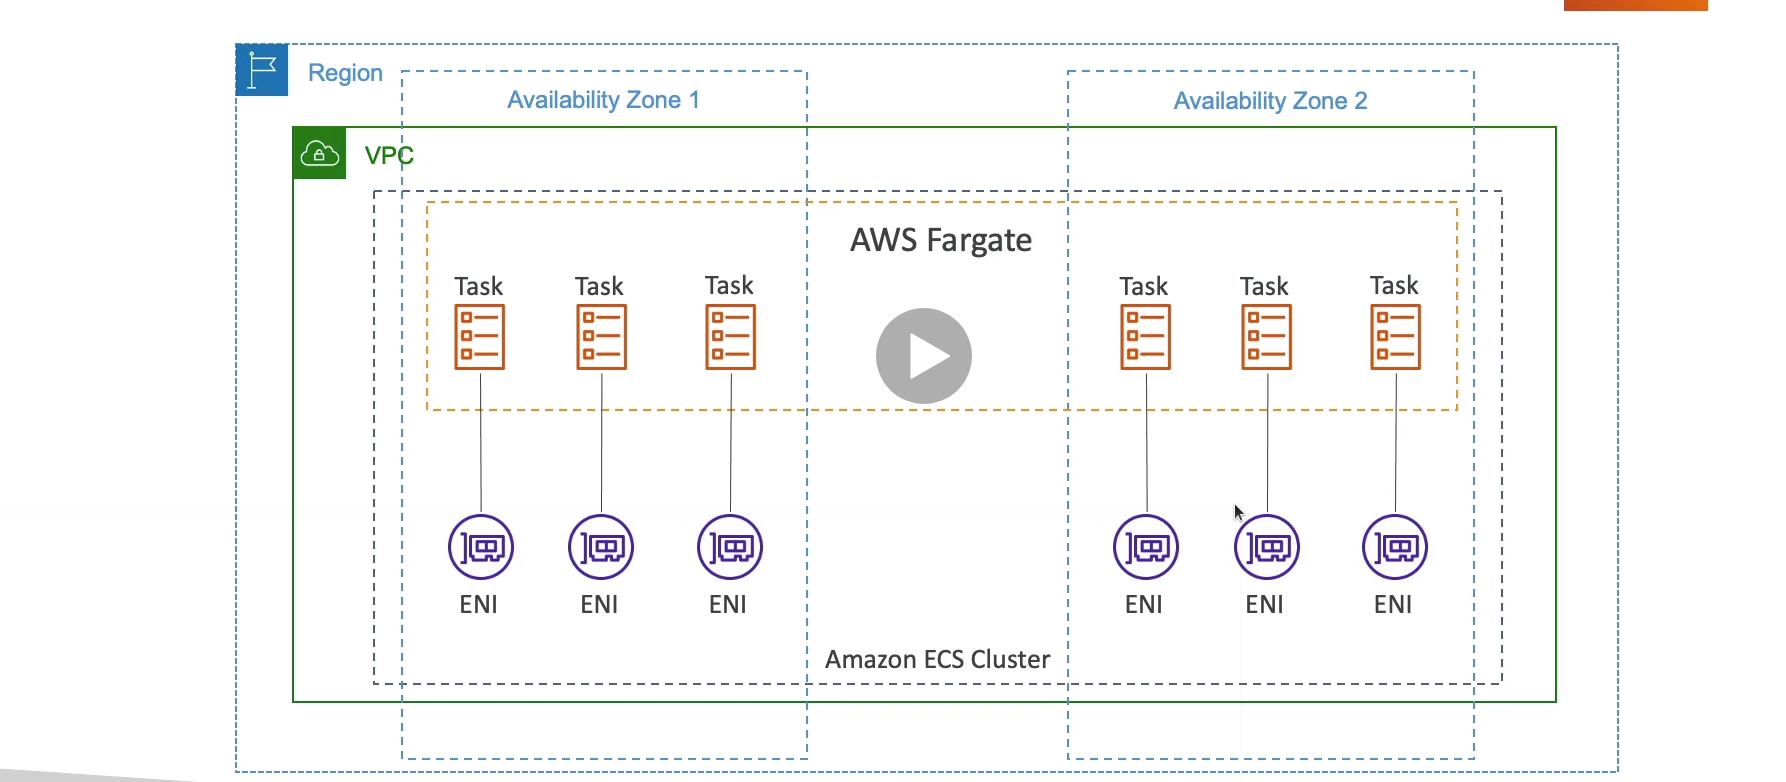 Region
Availability Zone 1
Availability Zone 2
VPC
AWS Fargate
Task
Task
Task
Task
Task
Task
ENI
ENI
ENI
ENI
ENI
ENI
Amazon ECS Cluster